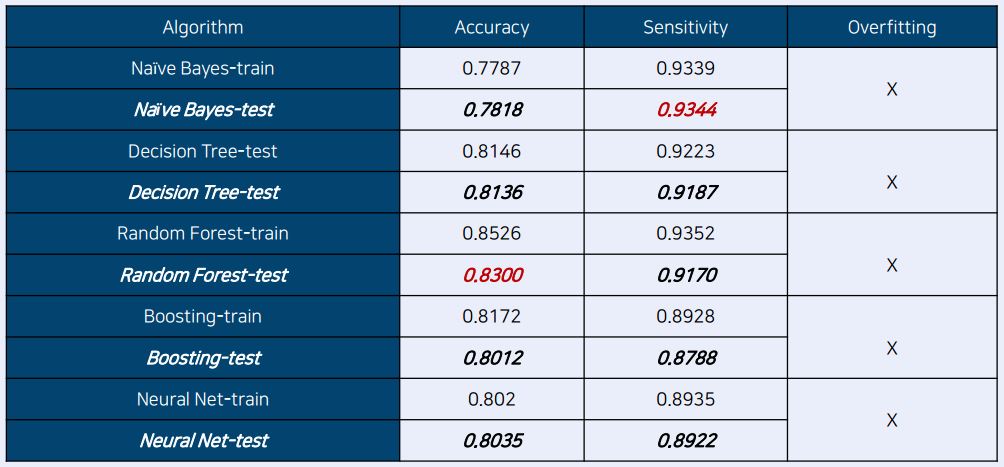 Algorithm Accuracy Sensitivity Overfitting
Naïve Bayes-train 0.7787 0.9339 X
Naïve Bayes-test 0.7818 0.9344
Decision Tree-test 0.8146 0.9223 X
Decision Tree-test 0.8136 0.9187
Random Forest-train 0.8526 0.9352 X
Random Forest-test 0.8300 0.9170
Boosting-train 0.8172 0.8928 X
Boosting-test 0.8012 0.8788
Neural Net-train 0.802 0.8935 X
Neural Net-test 0.8035 0.8922